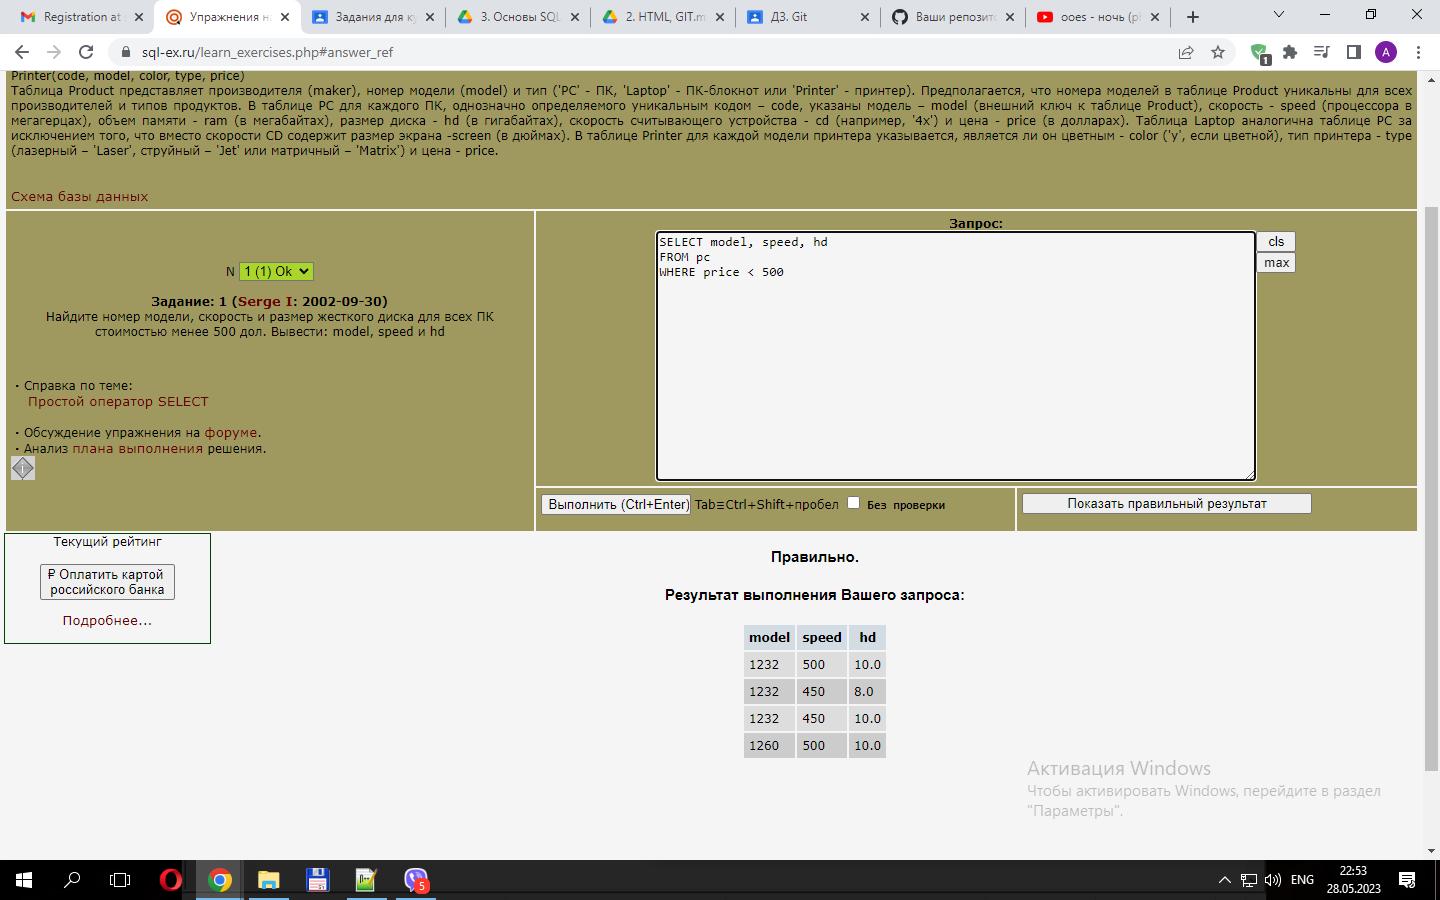 Registration at
Упражнения н
Задания для к
3. Основы SQL
2. HTML, GIT.m
ДЗ. Git
Ваши репозит
ooes - ночь (р
sql-ex.ru/learn_exercises.php#answer_ref
1
A
Printer(code, model, color, type, price)
Таблица Product представляет производителя (maker), номер модели (model) и тип ('PC' - ПК, 'Laptop' - ПК-блокнот или 'Printer' - принтер). Предполагается, что номера моделей в таблице Product уникальны для всех
производителей и типов продуктов. В таблице PC для каждого ПК, однозначно определяемого уникальным кодом – code, указаны модель – model (внешний ключ к таблице Product), скорость - speed (процессора в
мегагерцах), объем памяти - ram (в мегабайтах), размер диска - hd (в гигабайтах), скорость считывающего устройства - cd (например, '4x') и цена - price (в долларах). Таблица Laptop аналогична таблице РС за
исключением того, что вместо скорости CD содержит размер экрана -screen (в дюймах). В таблице Printer для каждой модели принтера указывается, является ли он цветным - color ('y', если цветной), тип принтера - type
(лазерный – 'Laser', струйный – 'Jet' или матричный – 'Matrix') и цена - price.
Схема базы данных
Запрос:
SELECT model, speed, hd
FROM pc
WHERE price < 500
cls
max
N 1 (1) Ok
Задание: 1 (Serge I: 2002-09-30)
Найдите номер модели, скорость и размер жесткого диска для всех ПК
стоимостью менее 500 дол. Вывести: model, speed и hd
• Справка по теме:
Простой оператор SELECT
• Обсуждение упражнения на форуме.
• Анализ плана выполнения решения.
Выполнить (Ctrl+Enter) Tab≡Ctrl+Shift+пробел Без проверки
Показать правильный результат
Текущий рейтинг
₽ Оплатить картой
российского банка
Подробнее...
Правильно.
Результат выполнения Вашего запроса:
model speed hd
1232 500 10.0
1232 450 8.0
1232 450 10.0
1260 500 10.0
Активация Windows
Чтобы активировать Windows, перейдите в раздел
"Параметры".
5
ENG
22:53
28.05.2023